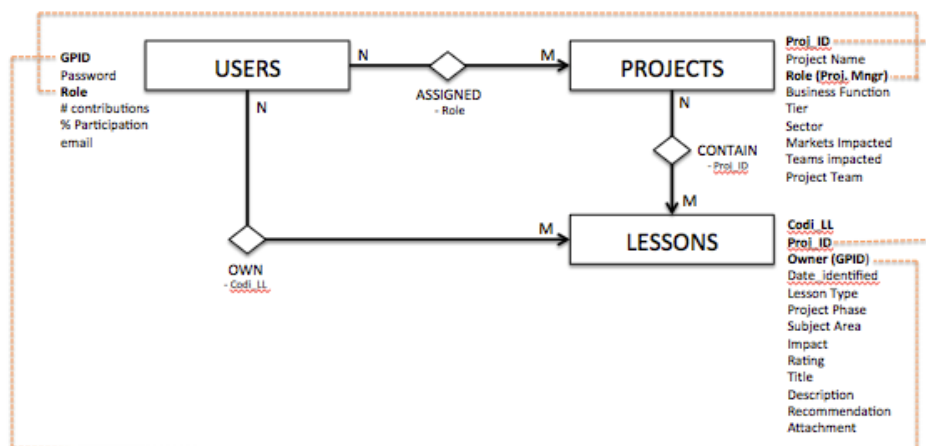 GPID
Password
Role
# contributions
% Participation
email
USERS
N
M
ASSIGNED
- Role
PROJECTS
Proj_ID
Project Name
Role (Proj. Mngr)
Business Function
Tier
Sector
Markets Impacted
Teams impacted
Project Team
N
N
CONTAIN
- Proj_ID
M
M
OWN
- Codi_LL
LESSONS
Codi_LL
Proj_ID
Owner (GPID)
Date_identified
Lesson Type
Project Phase
Subject Area
Impact
Rating
Title
Description
Recommendation
Attachment